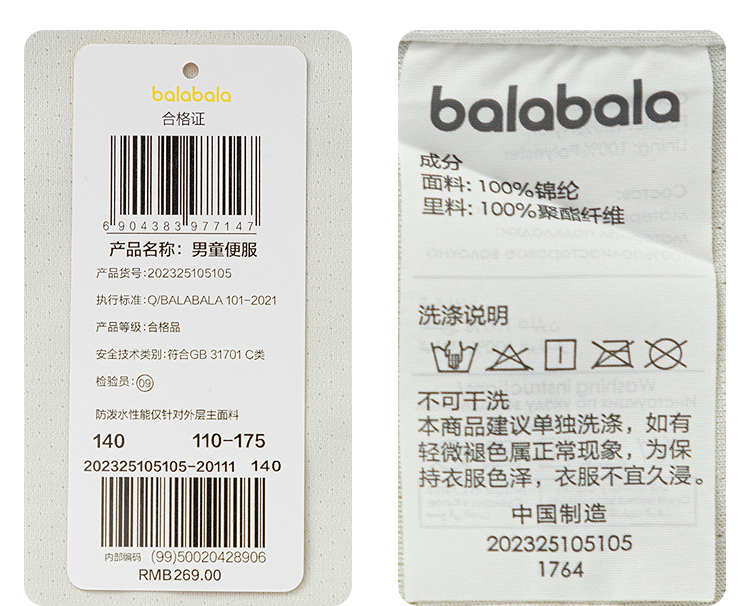 balabala
合格证
6904383977147
产品名称: 男童便服
产品货号:202325105105
执行标准:Q/BALABALA 101-2021
产品等级:合格品
安全技术类别:符合GB 31701 C类
检验员:09
防泼水性能仅针对外层主面料
140 110-175
202325105105-20111 140
内部编码 (99)50020428906
RMB269.00
balabala
成分
面料: 100%锦纶
里料: 100%聚酯纤维
洗涤说明
不可干洗
本商品建议单独洗涤，如有
轻微褪色属正常现象，为保
持衣服色泽，衣服不宜久浸。
中国制造
202325105105
1764